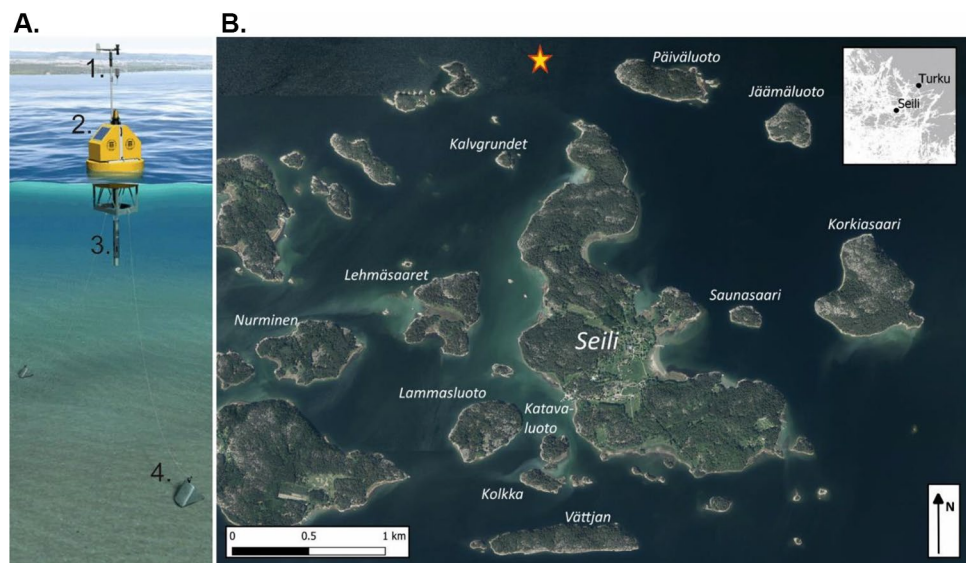 A.
B.
1.
2.
3.
4.
Päiväluoto
Jäämäluoto
Turku
Seili
Kalvgrundet
Korkiasaari
Lehmäsaaret
Saunasaari
Nurminen
Seili
Lammasluoto
Katava-
luoto
Kolkka
Vättjan
0 0.5 1 km
N